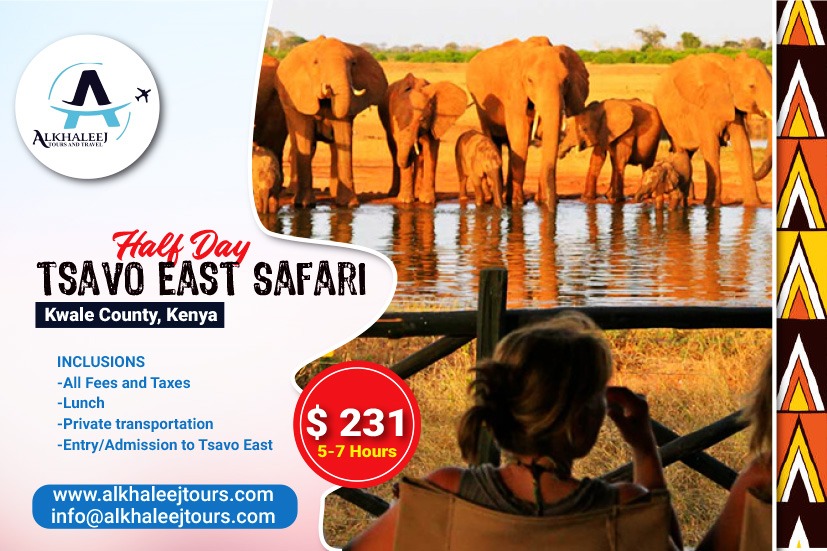 ALKHALEEJ
TOURS AND TRAVEL
Half Day
TSAVO EAST SAFARI
Kwale County, Kenya
INCLUSIONS
-All Fees and Taxes
-Lunch
-Private transportation
-Entry/Admission to Tsavo East
$ 231
5-7 Hours
www.alkhaleejtours.com
info@alkhaleejtours.com